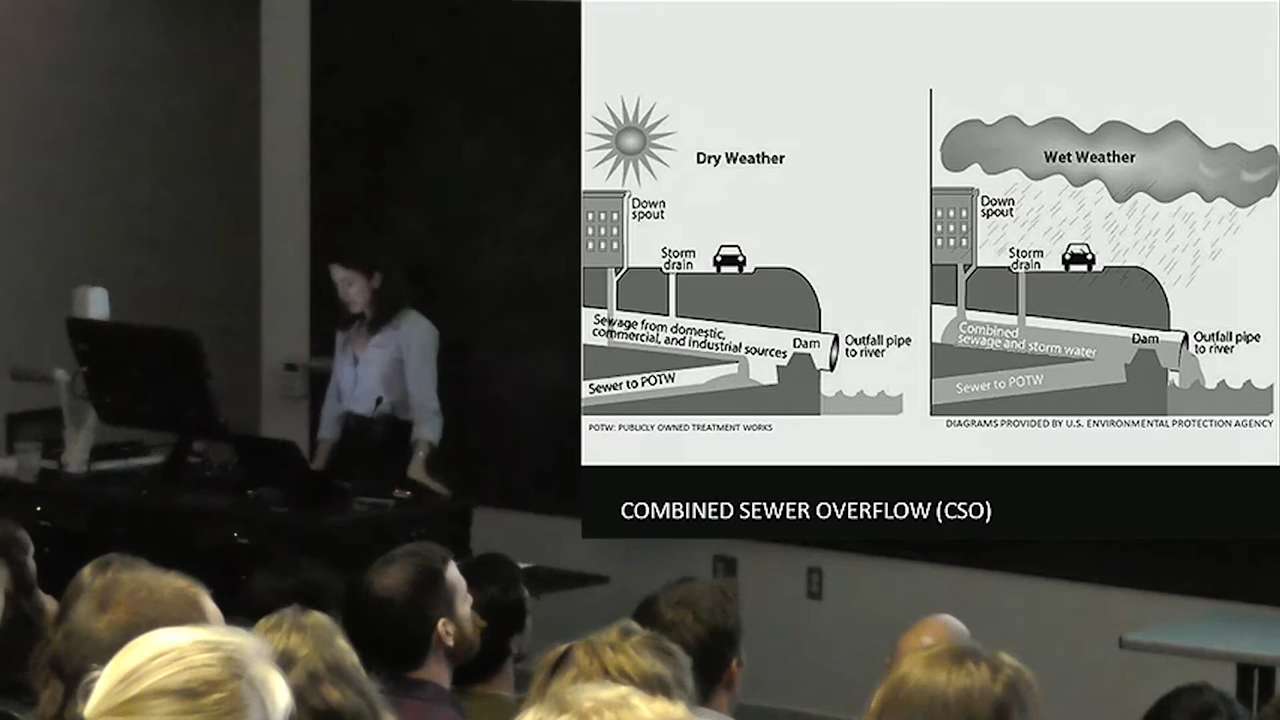 Dry Weather
Down
spout
Storm
drain
Sewage from domestic,
commercial, and industrial sources
Dam
Outfall pipe
to river
Sewer to POTW
POTW: PUBLICLY OWNED TREATMENT WORKS
Wet Weather
Down
spout
Storm
drain
Combined
sewage and storm water
Dam
Outfall pipe
to river
Sewer to POTW
DIAGRAMS PROVIDED BY U.S. ENVIRONMENTAL PROTECTION AGENCY
COMBINED SEWER OVERFLOW (CSO)